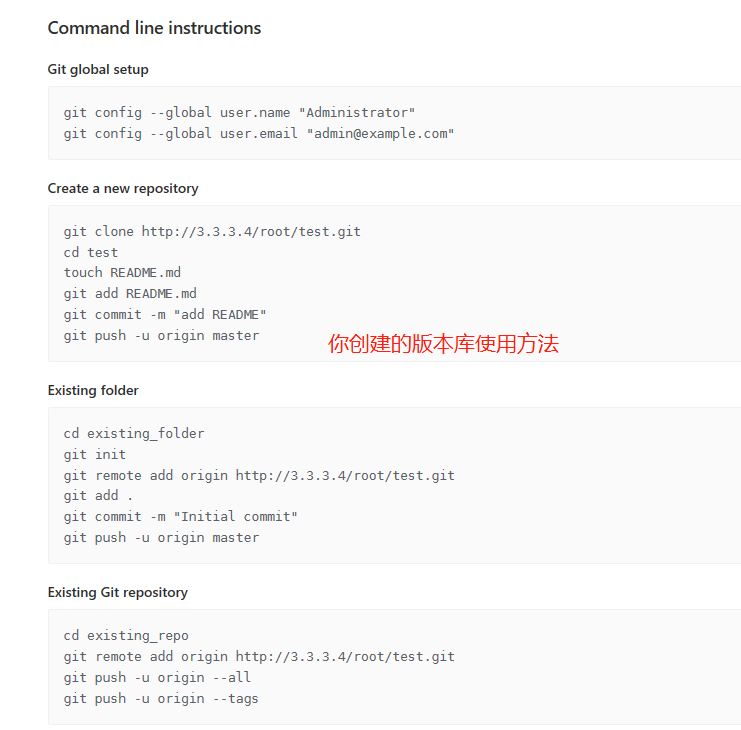 Command line instructions
Git global setup
git config --global user.name "Administrator"
git config --global user.email "admin@example.com"
Create a new repository
git clone http://3.3.3.4/root/test.git
cd test
touch README.md
git add README.md
git commit -m "add README"
git push -u origin master
你创建的版本库使用方法
Existing folder
cd existing_folder
git init
git remote add origin http://3.3.3.4/root/test.git
git add .
git commit -m "Initial commit"
git push -u origin master
Existing Git repository
cd existing_repo
git remote add origin http://3.3.3.4/root/test.git
git push -u origin --all
git push -u origin --tags